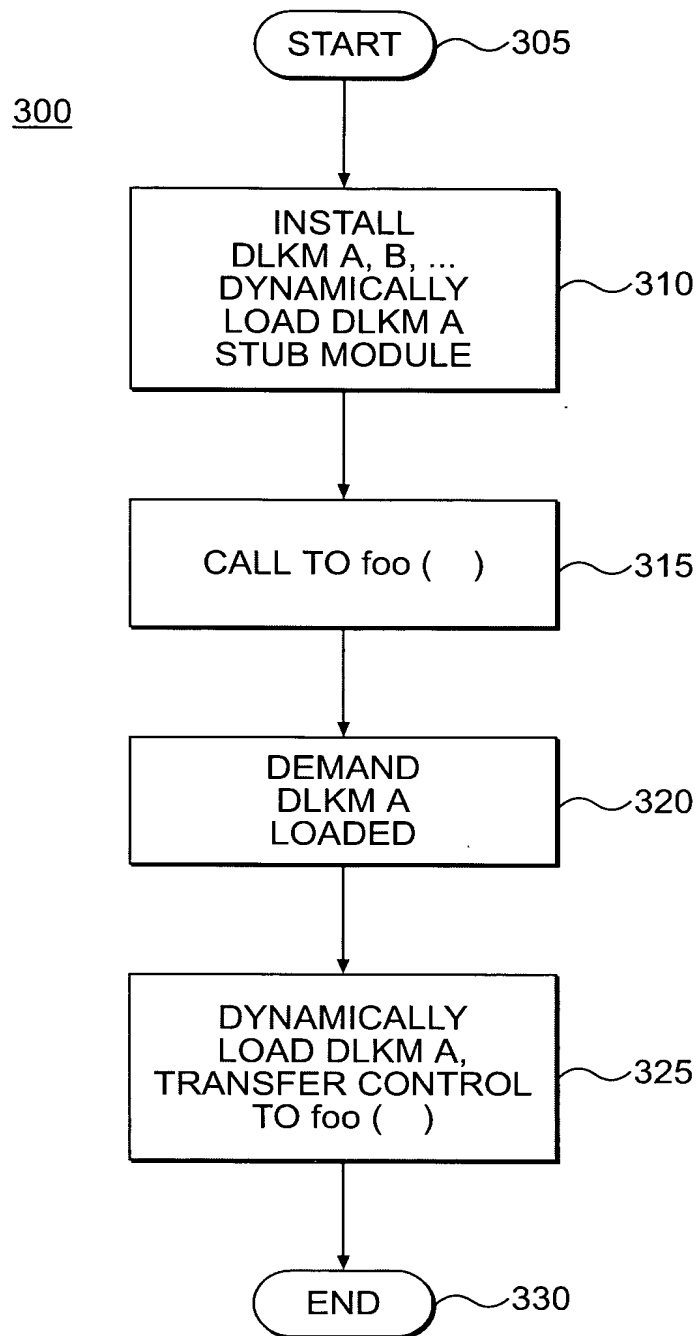 START
305
300
INSTALL
DLKM A, B, ...
DYNAMICALLY
LOAD DLKM A
STUB MODULE
310
CALL TO foo ( )
315
DEMAND
DLKM A
LOADED
320
DYNAMICALLY
LOAD DLKM A,
TRANSFER CONTROL
TO foo ( )
325
END
330